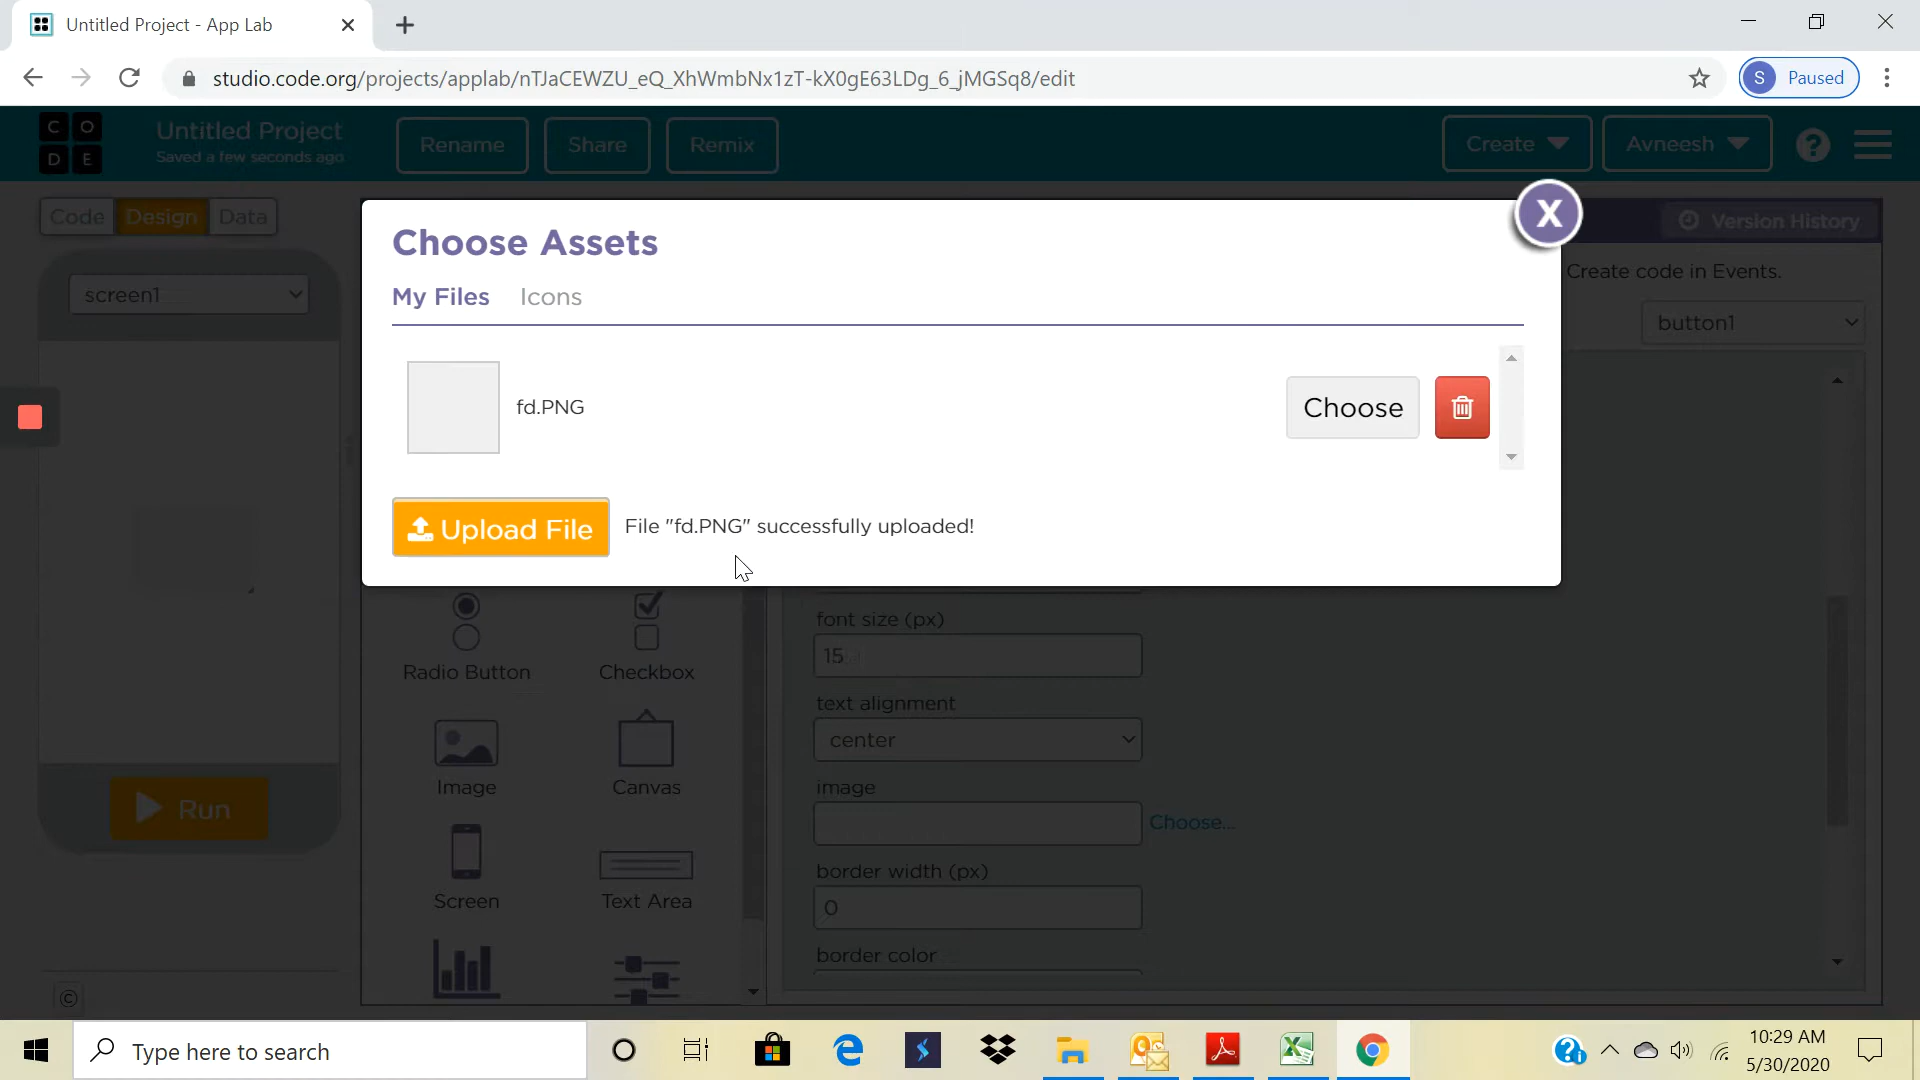 Untitled Project - App Lab
studio.code.org/projects/applab/nTJaCEWZU_eQ_XhWmbNx1zT-kX0gE63LDg_6_jMGSq8/edit
S Paused
C O
D E
Untitled Project
Saved a few seconds ago
Rename
Share
Remix
Create
Avneesh
?
Code
Design
Data
Version History
screen1
Create code in Events.
button1
Choose Assets
X
My Files
Icons
fd.PNG
Choose
Upload File
File "fd.PNG" successfully uploaded!
Radio Button
Checkbox
Image
Canvas
Screen
Text Area
font size (px)
15
text alignment
center
image
Choose...
border width (px)
0
border color
Run
©
Type here to search
10:29 AM
5/30/2020